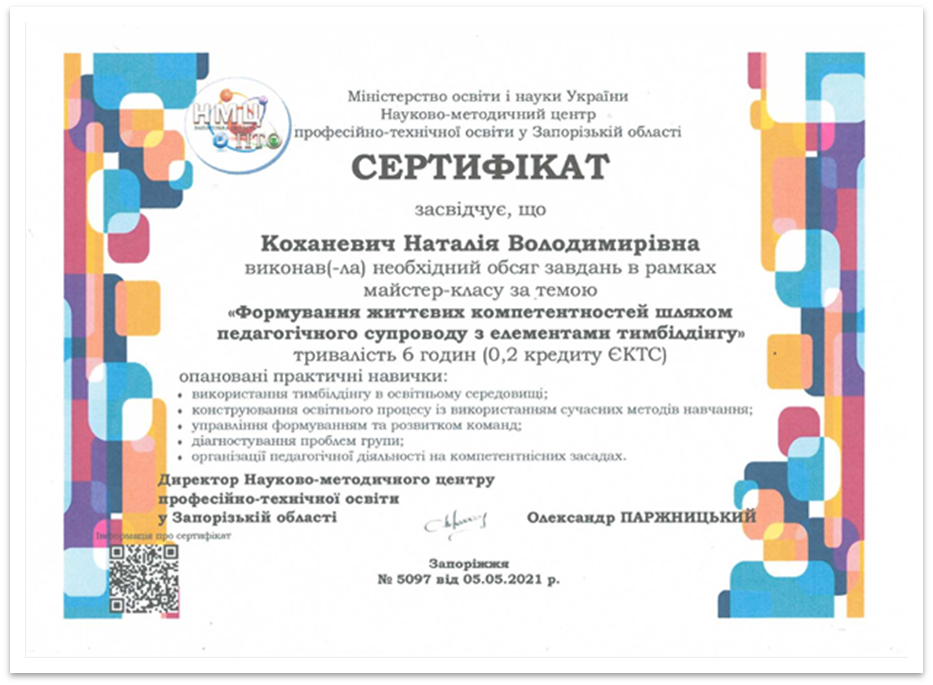 НМЦ
ПТО
Міністерство освіти і науки України
Науково-методичний центр
професійно-технічної освіти у Запорізькій області
СЕРТИФІКАТ
засвідчує, що
Коханевич Наталія Володимирівна
виконав(-ла) необхідний обсяг завдань в рамках
майстер-класу за темою
«Формування життєвих компетентностей шляхом
педагогічного супроводу з елементами тимбілдінгу»
тривалість 6 годин (0,2 кредиту ЄКТС)
опановані практичні навички:
• використання тимбілдінгу в освітньому середовищі;
• конструювання освітнього процесу із використанням сучасних методів навчання;
• управління формуванням та розвитком команд;
• діагностування проблем групи;
• організації педагогічної діяльності на компетентнісних засадах.
Директор Науково-методичного центру
професійно-технічної освіти
у Запорізькій області
Олександр ПАРЖНИЦЬКИЙ
Інформація про сертифікат
Запоріжжя
№ 5097 від 05.05.2021 р.